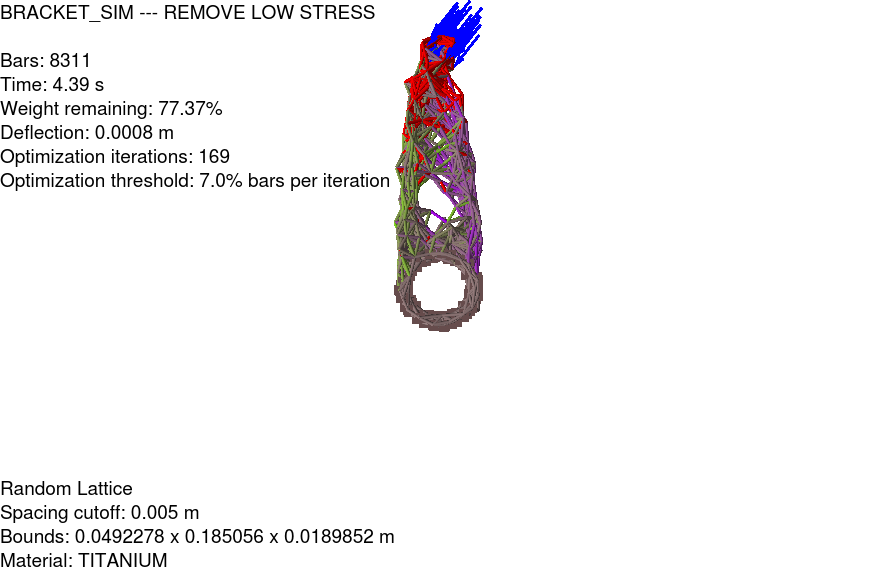 BRACKET_SIM --- REMOVE LOW STRESS
Bars: 8311
Time: 4.39 s
Weight remaining: 77.37%
Deflection: 0.0008 m
Optimization iterations: 169
Optimization threshold: 7.0% bars per iteration
Random Lattice
Spacing cutoff: 0.005 m
Bounds: 0.0492278 x 0.185056 x 0.0189852 m
Material: TITANIUM